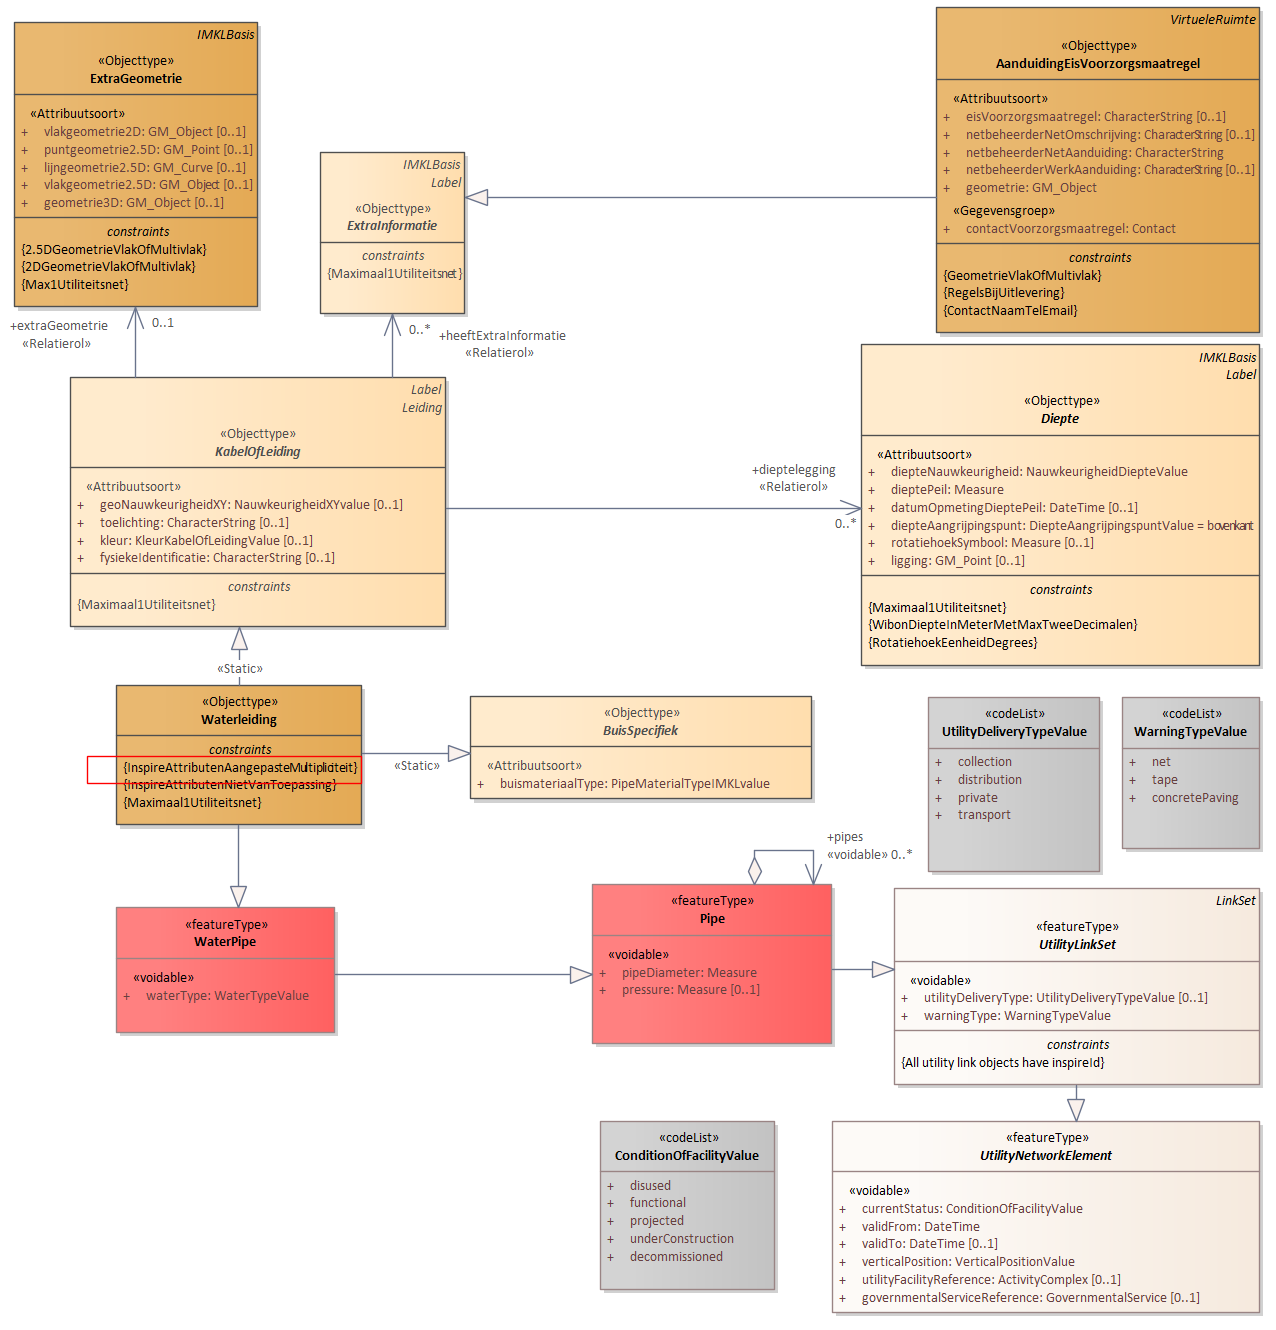 IMKLBasis
«Objecttype»
ExtraGeometrie
«Attribuutsoort»
+ vlakgeometrie2D: GM_Object [0..1]
+ puntgeometrie2.5D: GM_Point [0..1]
+ lijngeometrie2.5D: GM_Curve [0..1]
+ vlakgeometrie2.5D: GM_Object [0..1]
+ geometrie3D: GM_Object [0..1]
constraints
{2.5DGeometrieVlakOfMultivlak}
{2DGeometrieVlakOfMultivlak}
{Max1Utiliteitsnet}
+extraGeometrie
0..1
«Relatierol»
IMKLBasis
Label
«Objecttype»
ExtraInformatie
constraints
{Maximaal1Utiliteitsnet}
0..*
+heeftExtraInformatie
«Relatierol»
VirtueleRuimte
«Objecttype»
AanduidingEisVoorzorgsmaatregel
«Attribuutsoort»
+ eisVoorzorgsmaatregel: CharacterString [0..1]
+ netbeheerderNetOmschrijving: CharacterString [0..1]
+ netbeheerderNetAanduiding: CharacterString
+ netbeheerderWerkAanduiding: CharacterString [0..1]
+ geometrie: GM_Object
«Gegevensgroep»
+ contactVoorzorgsmaatregel: Contact
constraints
{GeometrieVlakOfMultivlak}
{RegelsBijUitlevering}
{ContactNaamTelEmail}
Label
Leiding
«Objecttype»
KabelOfLeiding
«Attribuutsoort»
+ geoNauwkeurigheidXY: NauwkeurigheidXYvalue [0..1]
+ toelichting: CharacterString [0..1]
+ kleur: KleurKabelOfLeidingValue [0..1]
+ fysiekeIdentificatie: CharacterString [0..1]
constraints
{Maximaal1Utiliteitsnet}
+dieptelegging
«Relatierol»
0..*
IMKLBasis
Label
«Objecttype»
Diepte
«Attribuutsoort»
+ diepteNauwkeurigheid: NauwkeurigheidDiepteValue
+ dieptePeil: Measure
+ datumOpmetingDieptePeil: DateTime [0..1]
+ diepteAangrijpingspunt: DiepteAangrijpingspuntValue = bovenkant
+ rotatiehoekSymbool: Measure [0..1]
+ ligging: GM_Point [0..1]
constraints
{Maximaal1Utiliteitsnet}
{WibonDiepteInMeterMetMaxTweeDecimalen}
{RotatiehoekEenheidDegrees}
«Static»
«Objecttype»
Waterleiding
constraints
{InspireAttributenAangepasteMultipliciteit}
{InspireAttributenNietVanToepassing}
{Maximaal1Utiliteitsnet}
«Static»
«Objecttype»
BuisSpecifiek
«Attribuutsoort»
+ buismateriaalType: PipeMaterialTypeIMKLvalue
«codeList»
UtilityDeliveryTypeValue
+ collection
+ distribution
+ private
+ transport
«codeList»
WarningTypeValue
+ net
+ tape
+ concretePaving
«featureType»
WaterPipe
«voidable»
+ waterType: WaterTypeValue
+pipes
«voidable» 0..*
«featureType»
Pipe
«voidable»
+ pipeDiameter: Measure
+ pressure: Measure [0..1]
LinkSet
«featureType»
UtilityLinkSet
«voidable»
+ utilityDeliveryType: UtilityDeliveryTypeValue [0..1]
+ warningType: WarningTypeValue
constraints
{All utility link objects have inspireId}
«codeList»
ConditionOfFacilityValue
+ disused
+ functional
+ projected
+ underConstruction
+ decommissioned
«featureType»
UtilityNetworkElement
«voidable»
+ currentStatus: ConditionOfFacilityValue
+ validFrom: DateTime
+ validTo: DateTime [0..1]
+ verticalPosition: VerticalPositionValue
+ utilityFacilityReference: ActivityComplex [0..1]
+ governmentalServiceReference: GovernmentalService [0..1]